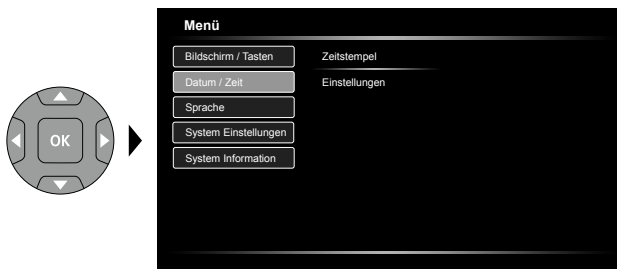 Menü
Bildschirm / Tasten
Zeitstempel
Datum / Zeit
Einstellungen
Sprache
System Einstellungen
System Information
OK